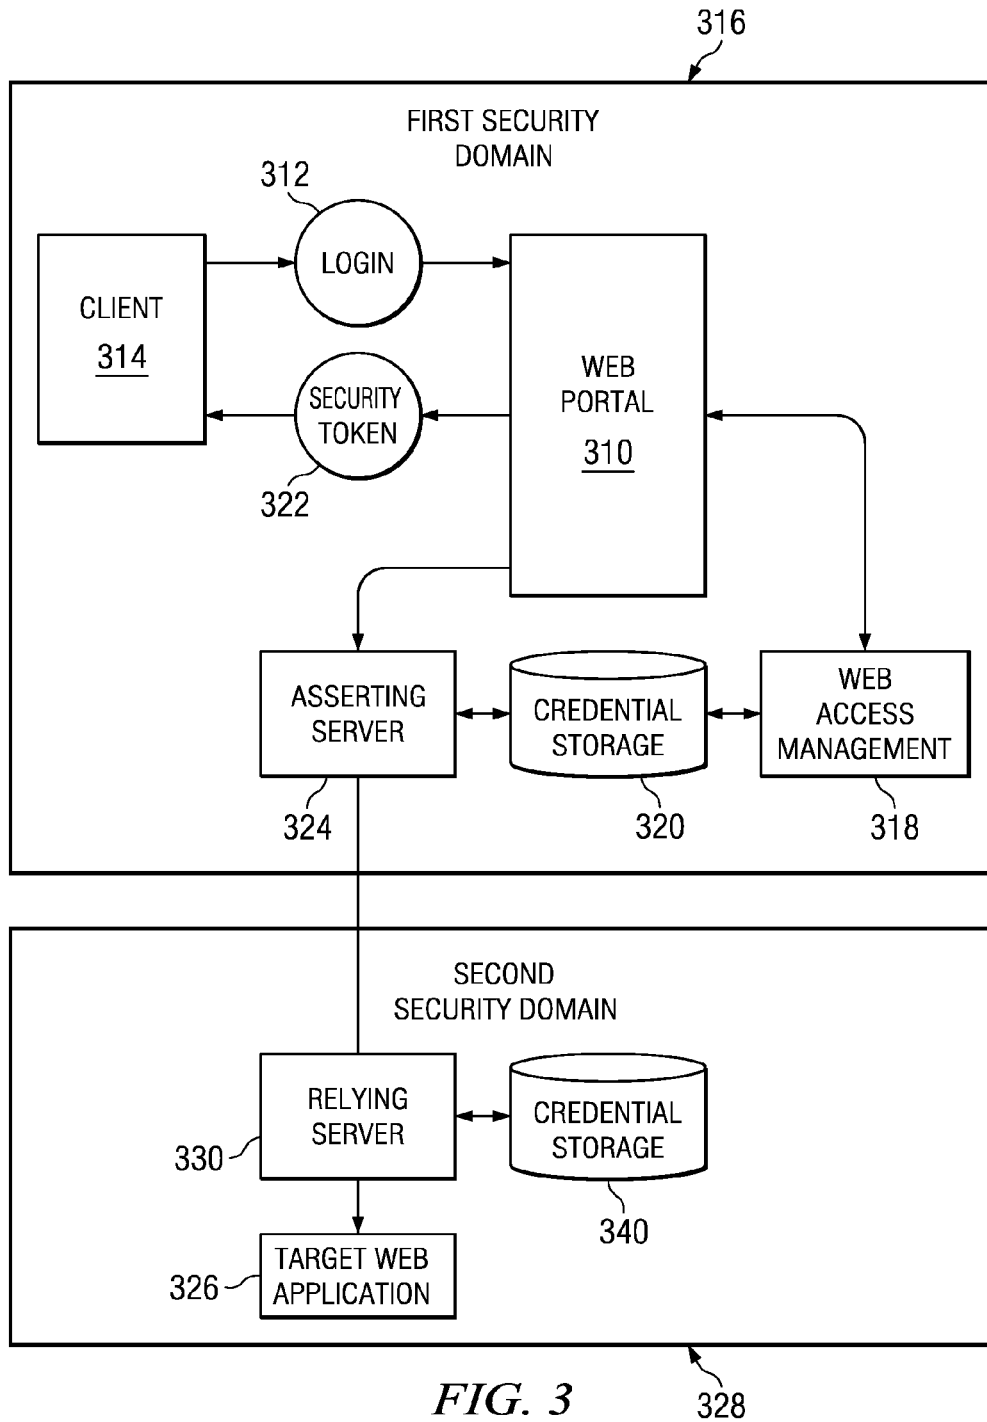 316
FIRST SECURITY
DOMAIN
312
LOGIN
CLIENT
314
SECURITY
TOKEN
322
WEB
PORTAL
310
ASSERTING
SERVER
324
CREDENTIAL
STORAGE
320
WEB
ACCESS
MANAGEMENT
318
SECOND
SECURITY DOMAIN
RELYING
SERVER
330
CREDENTIAL
STORAGE
340
TARGET WEB
APPLICATION
326
328
FIG. 3